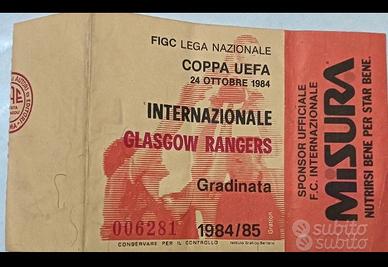 FIGC LEGA NAZIONALE
COPPA UEFA
24 OTTOBRE 1984
INTERNAZIONALE
GLASGOW RANGERS
Gradinata
006281
1984/85
CONSERVARE PER IL CONTROLLO
SPONSOR UFFICIALE
F.C. INTERNAZIONALE
MISURA
NUTRIRSI BENE PER STAR BENE.
subito
subito